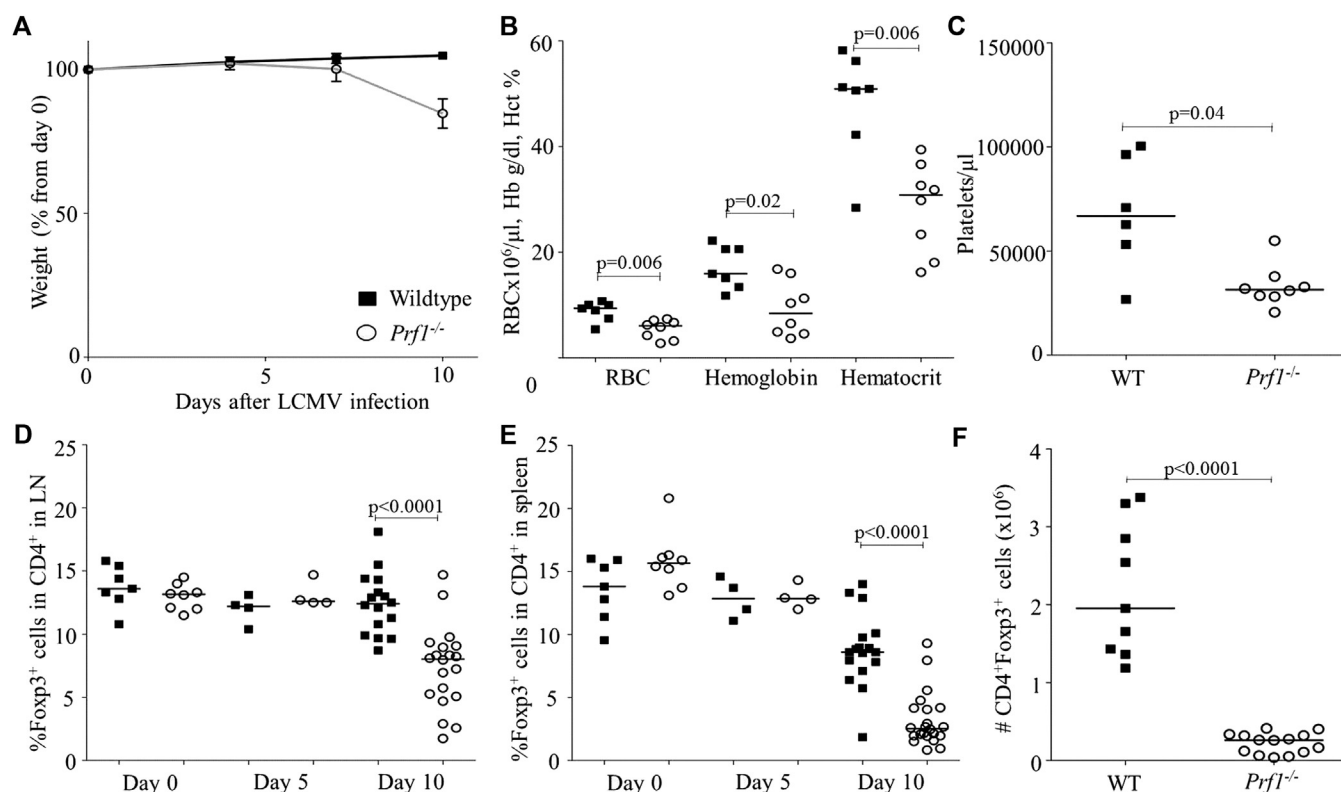 A
Weight (% from day 0)
100
50
0
0
5
10
Days after LCMV infection
Wildtype
Prf1-/-
B
RBCx10⁶/µl, Hb g/dl, Hct %
60
40
20
0
p=0.006
p=0.02
p=0.006
RBC
Hemoglobin
Hematocrit
C
Platelets/µl
150000
100000
50000
0
p=0.04
WT
Prf1-/-
D
%Foxp3⁺ cells in CD4⁺ in LN
25
20
15
10
5
0
p<0.0001
Day 0
Day 5
Day 10
E
%Foxp3⁺ cells in CD4⁺ in spleen
25
20
15
10
5
0
p<0.0001
Day 0
Day 5
Day 10
F
# CD4⁺Foxp3⁺ cells (x10⁶)
4
3
2
1
0
p<0.0001
WT
Prf1-/-